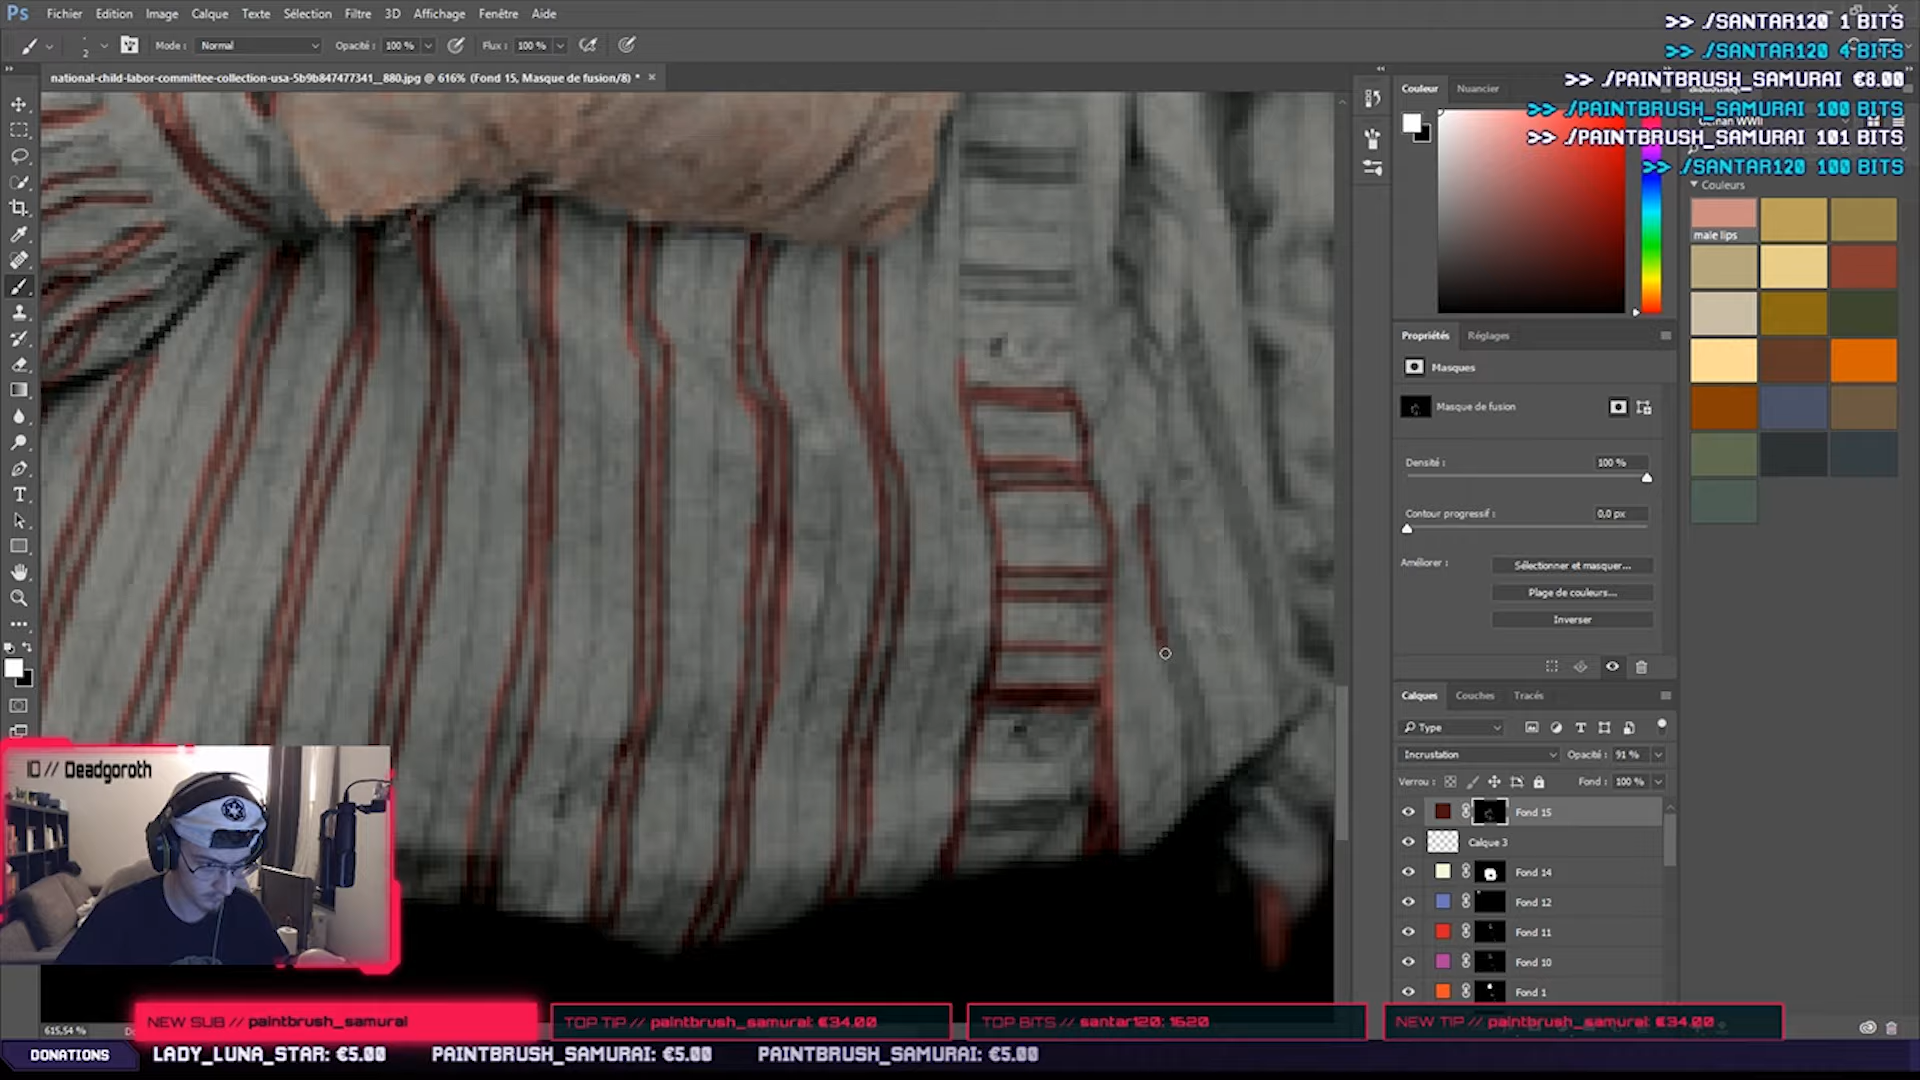 Ps Fichier Edition Image Calque Texte Sélection Filtre 3D Affichage Fenêtre Aide
>> ./SANTAR120 1 BITS
2 Mode : Normal Opacité : 100 % Flux : 100 %
>> ./SANTAR120 4 BITS
national-child-labor-committee-collection-usa-5b9b847477341__880.jpg @ 616% (Fond 15, Masque de fusion/8) *
>> ./PAINTBRUSH_SAMURAI €8.00
Couleur Nuancier
>> ./PAINTBRUSH_SAMURAI 100 BITS
>> ./PAINTBRUSH_SAMURAI 101 BITS
>> ./SANTAR120 100 BITS
Couleurs
male lips
Propriétés Réglages
Masques
Masque de fusion
Densité : 100 %
Contour progressif : 0,0 px
Améliorer : Sélectionner et masquer...
Plage de couleurs...
Inverser
Calques Couches Tracés
Type
Incrustation Opacité : 91 %
Verrou : Fond : 100 %
Fond 15
Calque 3
Fond 14
Fond 12
Fond 11
Fond 10
Fond 1
ID // Deadgoroth
615,54 %
NEW SUB // paintbrush_samurai
TOP TIP // paintbrush_samurai: €34.00
TOP BITS // santar120: 1620
NEW TIP // paintbrush_samurai: €34.00
DONATIONS LADY_LUNA_STAR: €5.00 PAINTBRUSH_SAMURAI: €5.00 PAINTBRUSH_SAMURAI: €5.00